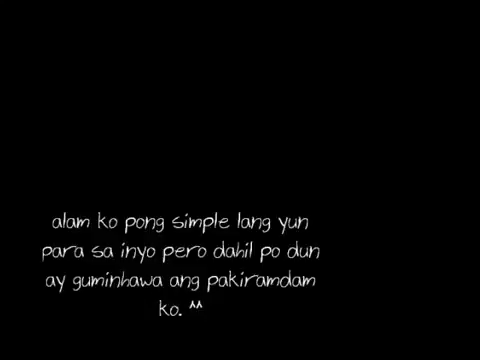 alam ko pong simple lang yun
para sa inyo pero dahil po dun
ay guminhawa ang pakiramdam
ko. ^^